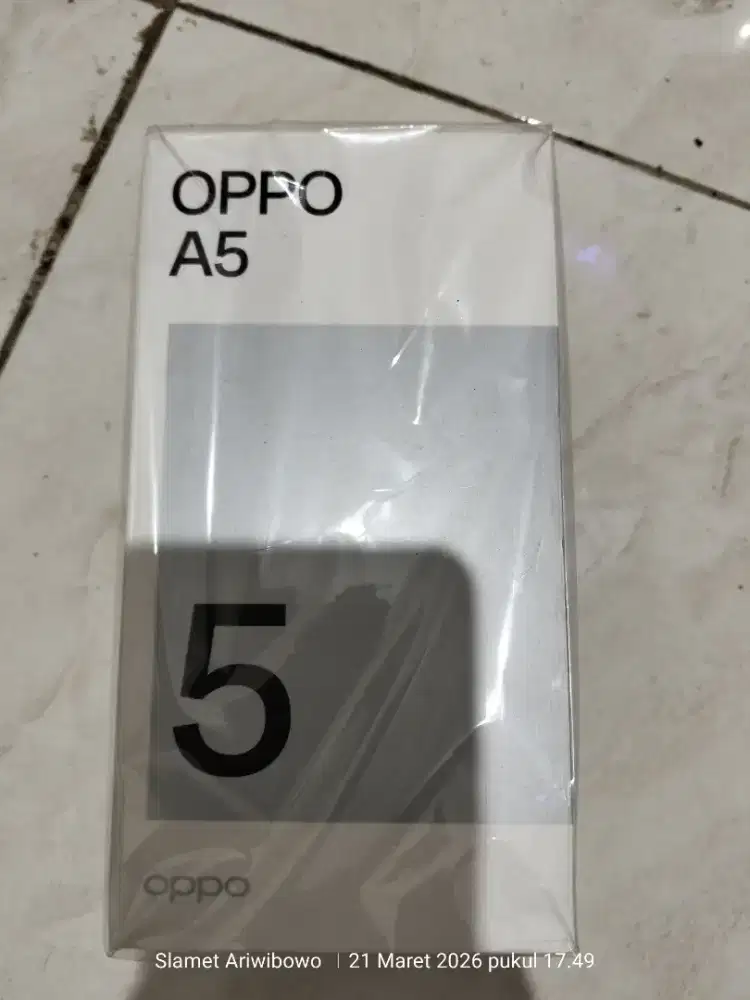 OPPO
A5
5
oppo
Slamet Ariwibowo | 21 Maret 2026 pukul 17.49